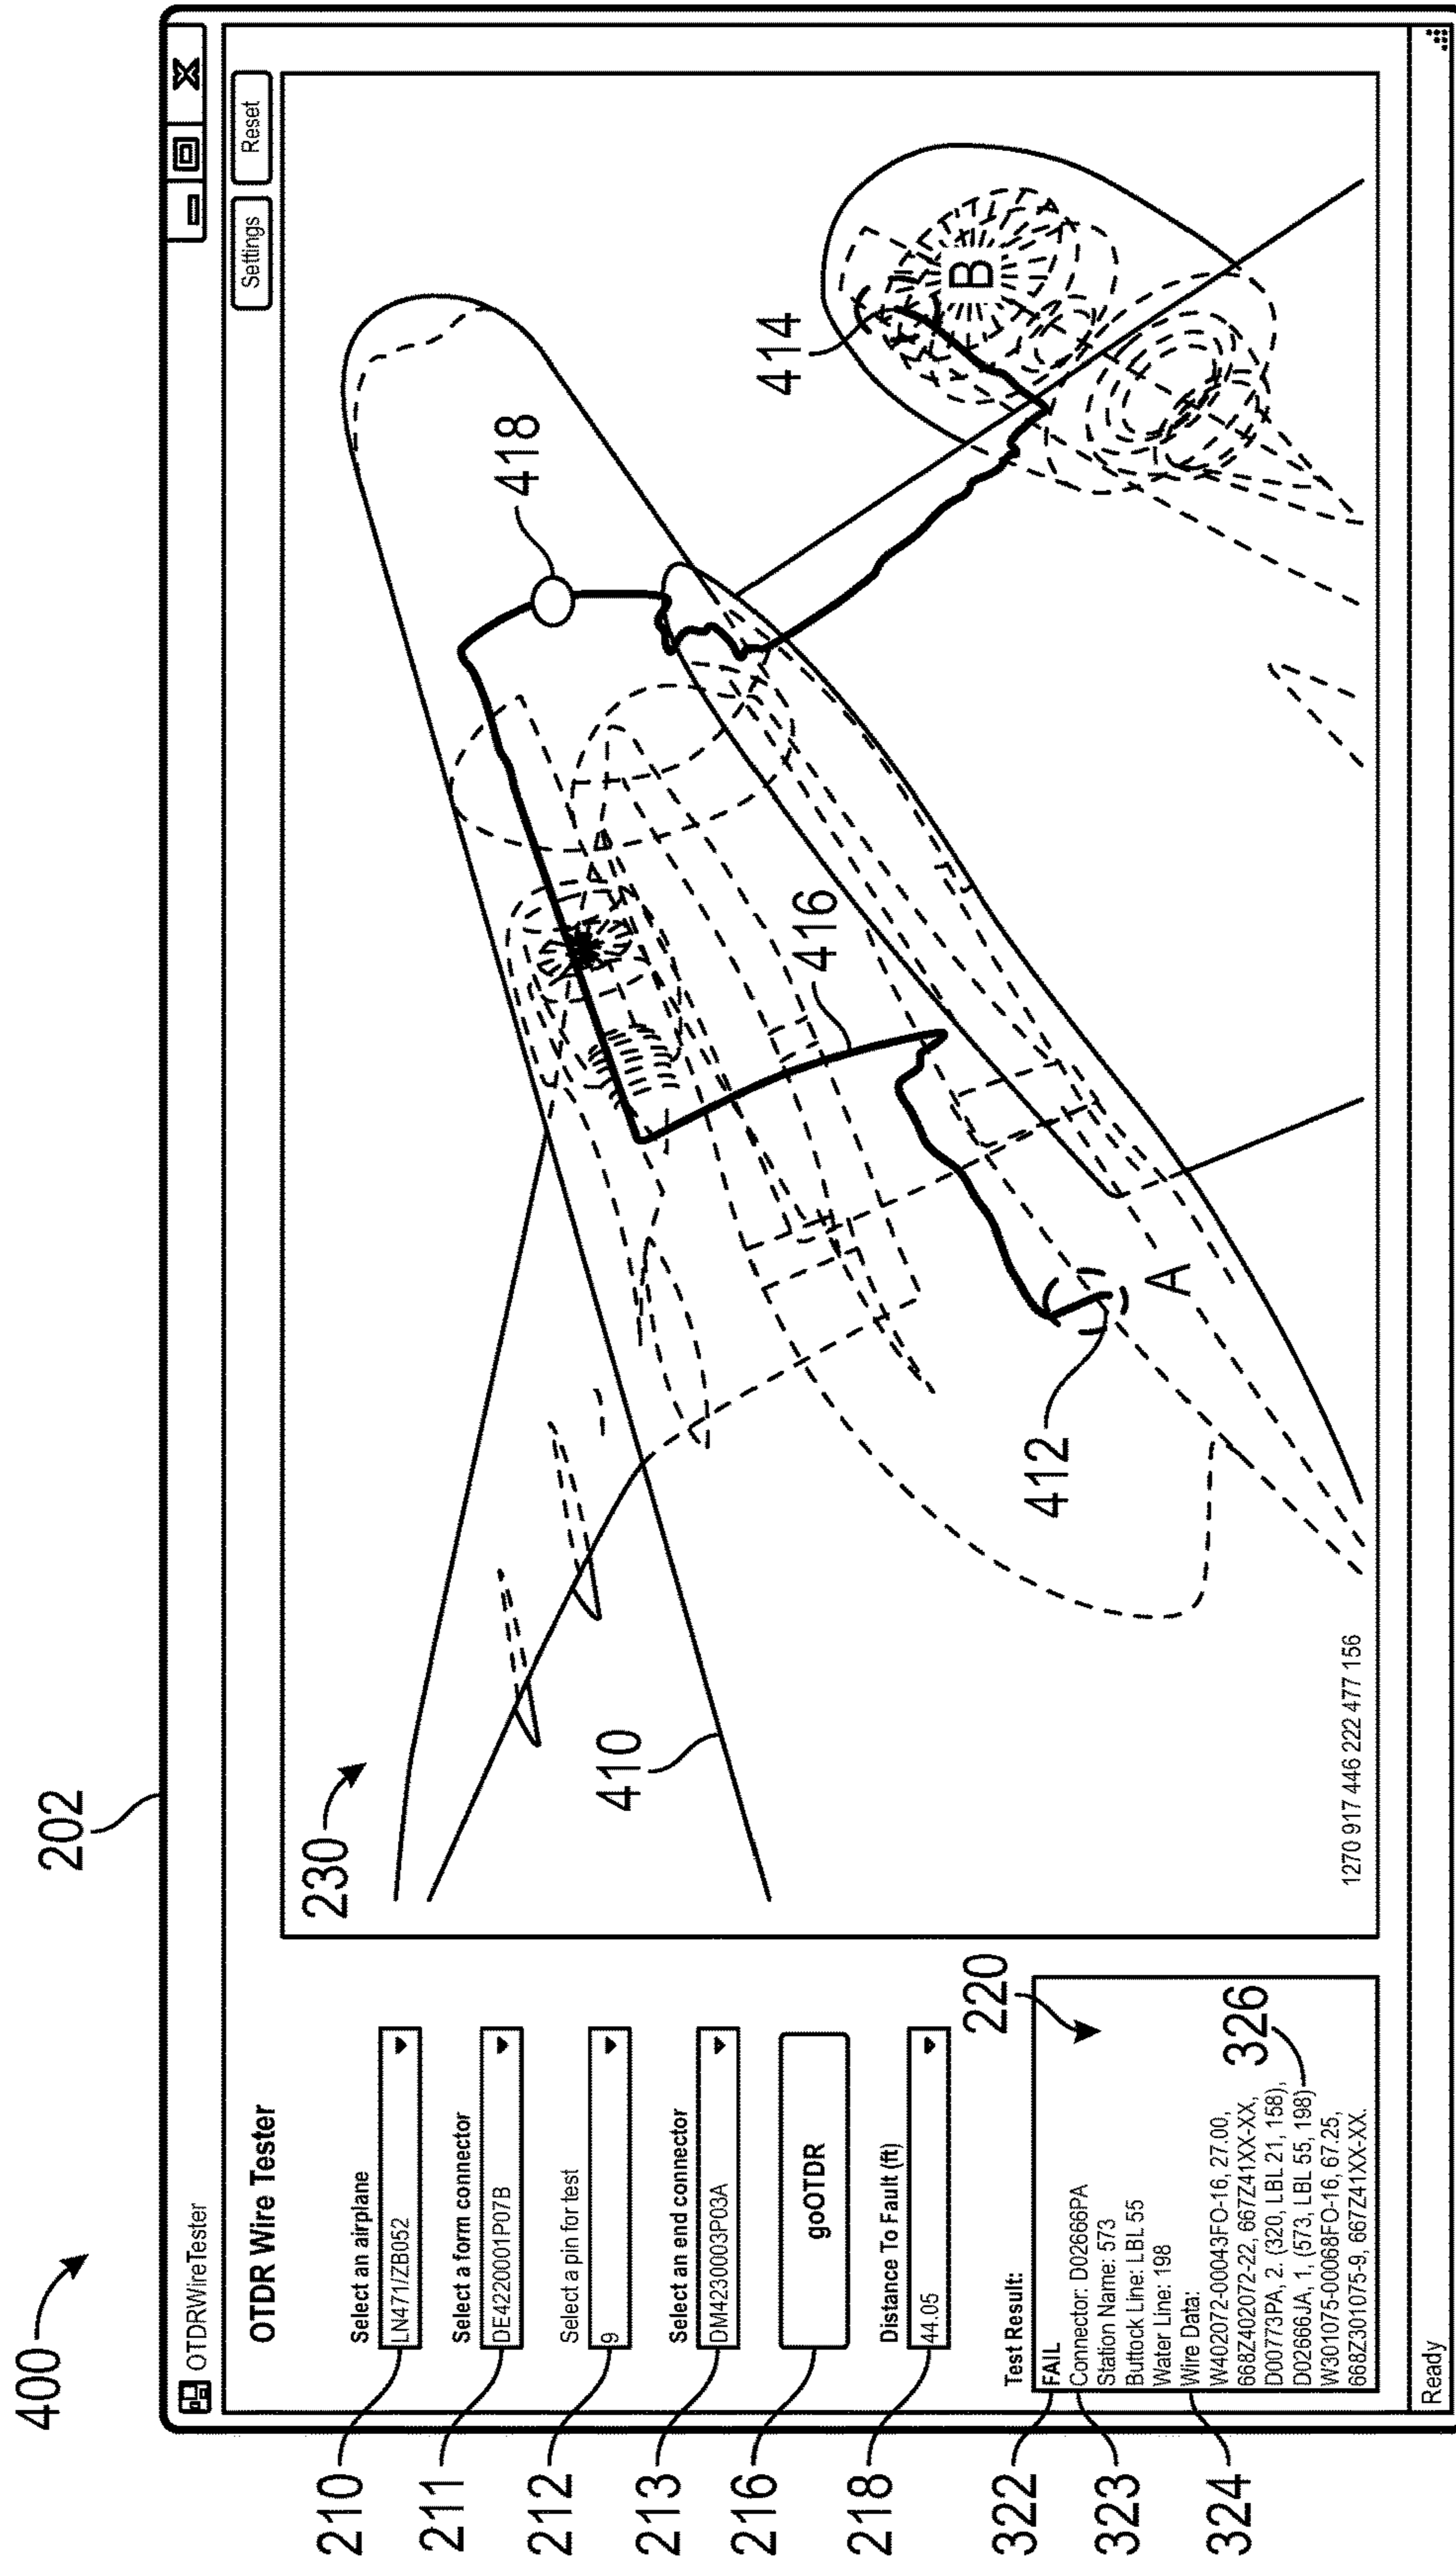 400
202
OTDRWireTester
OTDR Wire Tester
Settings
Reset
210
Select an airplane
LN471/ZB052
211
Select a form connector
DE4220001P07B
212
Select a pin for test
9
213
Select an end connector
DM4230003P03A
216
goOTDR
218
Distance To Fault (ft)
44.05
220
Test Result:
322
FAIL
323
Connector: D02666PA
Station Name: 573
Buttock Line: LBL 55
Water Line: 198
324
Wire Data:
W402072-00043FO-16, 27.00,
668Z402072-22, 667Z41XX-XX,
D00773PA, 2. (320, LBL 21, 158),
D02666JA, 1, (573, LBL 55, 198)
W301075-0068FO-16, 67.25,
668Z301075-9, 667Z41XX-XX.
326
230
410
412
A
416
418
414
B
1270 917 446 222 477 156
Ready